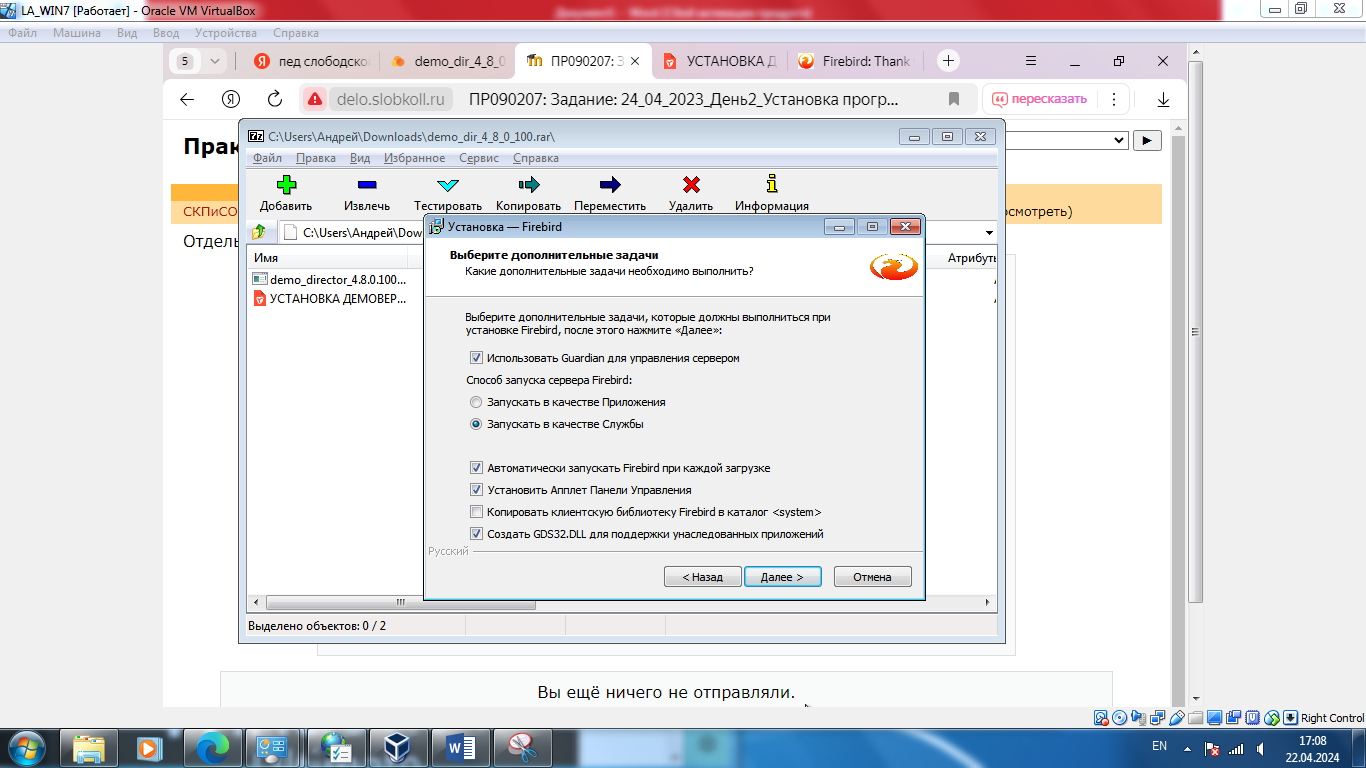 LA_WIN7 [Работает] - Oracle VM VirtualBox
Файл Машина Вид Ввод Устройства Справка
5 пед слободско demo_dir_4_8_0 ПР090207: З УСТАНОВКА Д Firebird: Thank
delo.slobkoll.ru ПР090207: Задание: 24_04_2023_День2_Установка прогр... пересказать
Прак
СКПиСО
осмотреть)
Отдель
C:\Users\Андрей\Downloads\demo_dir_4_8_0_100.rar\
Файл Правка Вид Избранное Сервис Справка
Добавить Извлечь Тестировать Копировать Переместить Удалить Информация
C:\Users\Андрей\Dow
Имя
Атрибуть
demo_director_4.8.0.100...
УСТАНОВКА ДЕМОВЕР...
Установка — Firebird
Выберите дополнительные задачи
Какие дополнительные задачи необходимо выполнить?
Выберите дополнительные задачи, которые должны выполниться при
установке Firebird, после этого нажмите «Далее»:
Использовать Guardian для управления сервером
Способ запуска сервера Firebird:
Запускать в качестве Приложения
Запускать в качестве Службы
Автоматически запускать Firebird при каждой загрузке
Установить Апплет Панели Управления
Копировать клиентскую библиотеку Firebird в каталог <system>
Создать GDS32.DLL для поддержки унаследованных приложений
Русский
< Назад Далее > Отмена
Выделено объектов: 0 / 2
Вы ещё ничего не отправляли.
Right Control
EN
17:08
22.04.2024